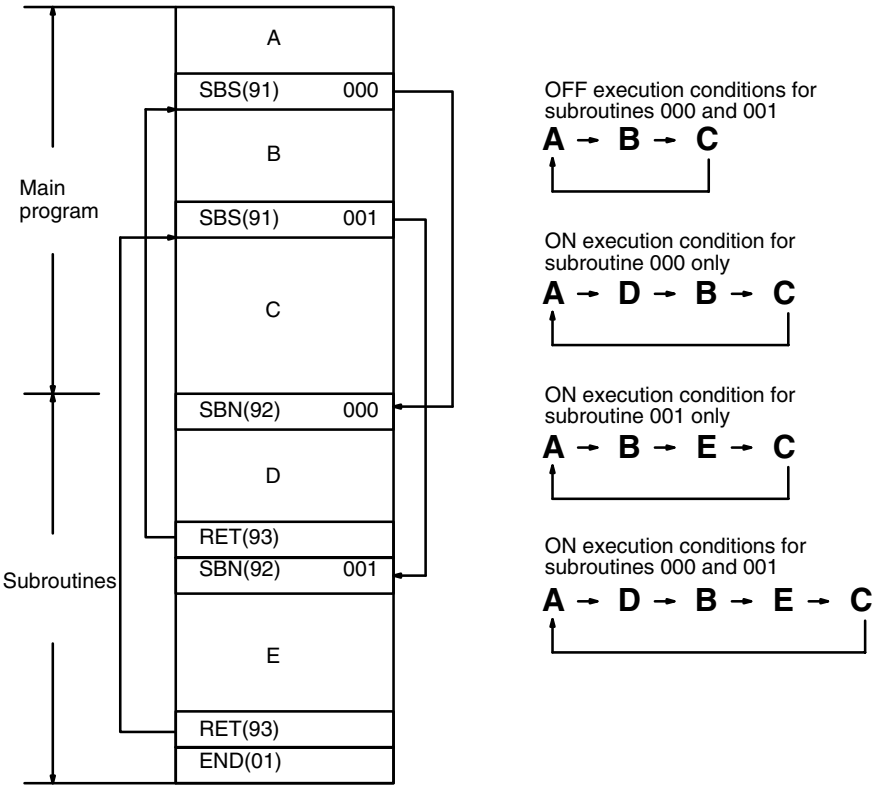 A
SBS(91) 000
B
Main
program
SBS(91) 001
C
SBN(92) 000
D
RET(93)
SBN(92) 001
Subroutines
E
RET(93)
END(01)
OFF execution conditions for
subroutines 000 and 001
A → B → C
ON execution condition for
subroutine 000 only
A → D → B → C
ON execution condition for
subroutine 001 only
A → B → E → C
ON execution conditions for
subroutines 000 and 001
A → D → B → E → C